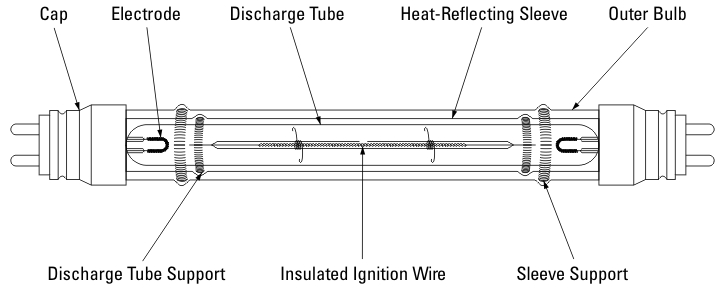 Cap
Electrode
Discharge Tube
Heat-Reflecting Sleeve
Outer Bulb
Discharge Tube Support
Insulated Ignition Wire
Sleeve Support